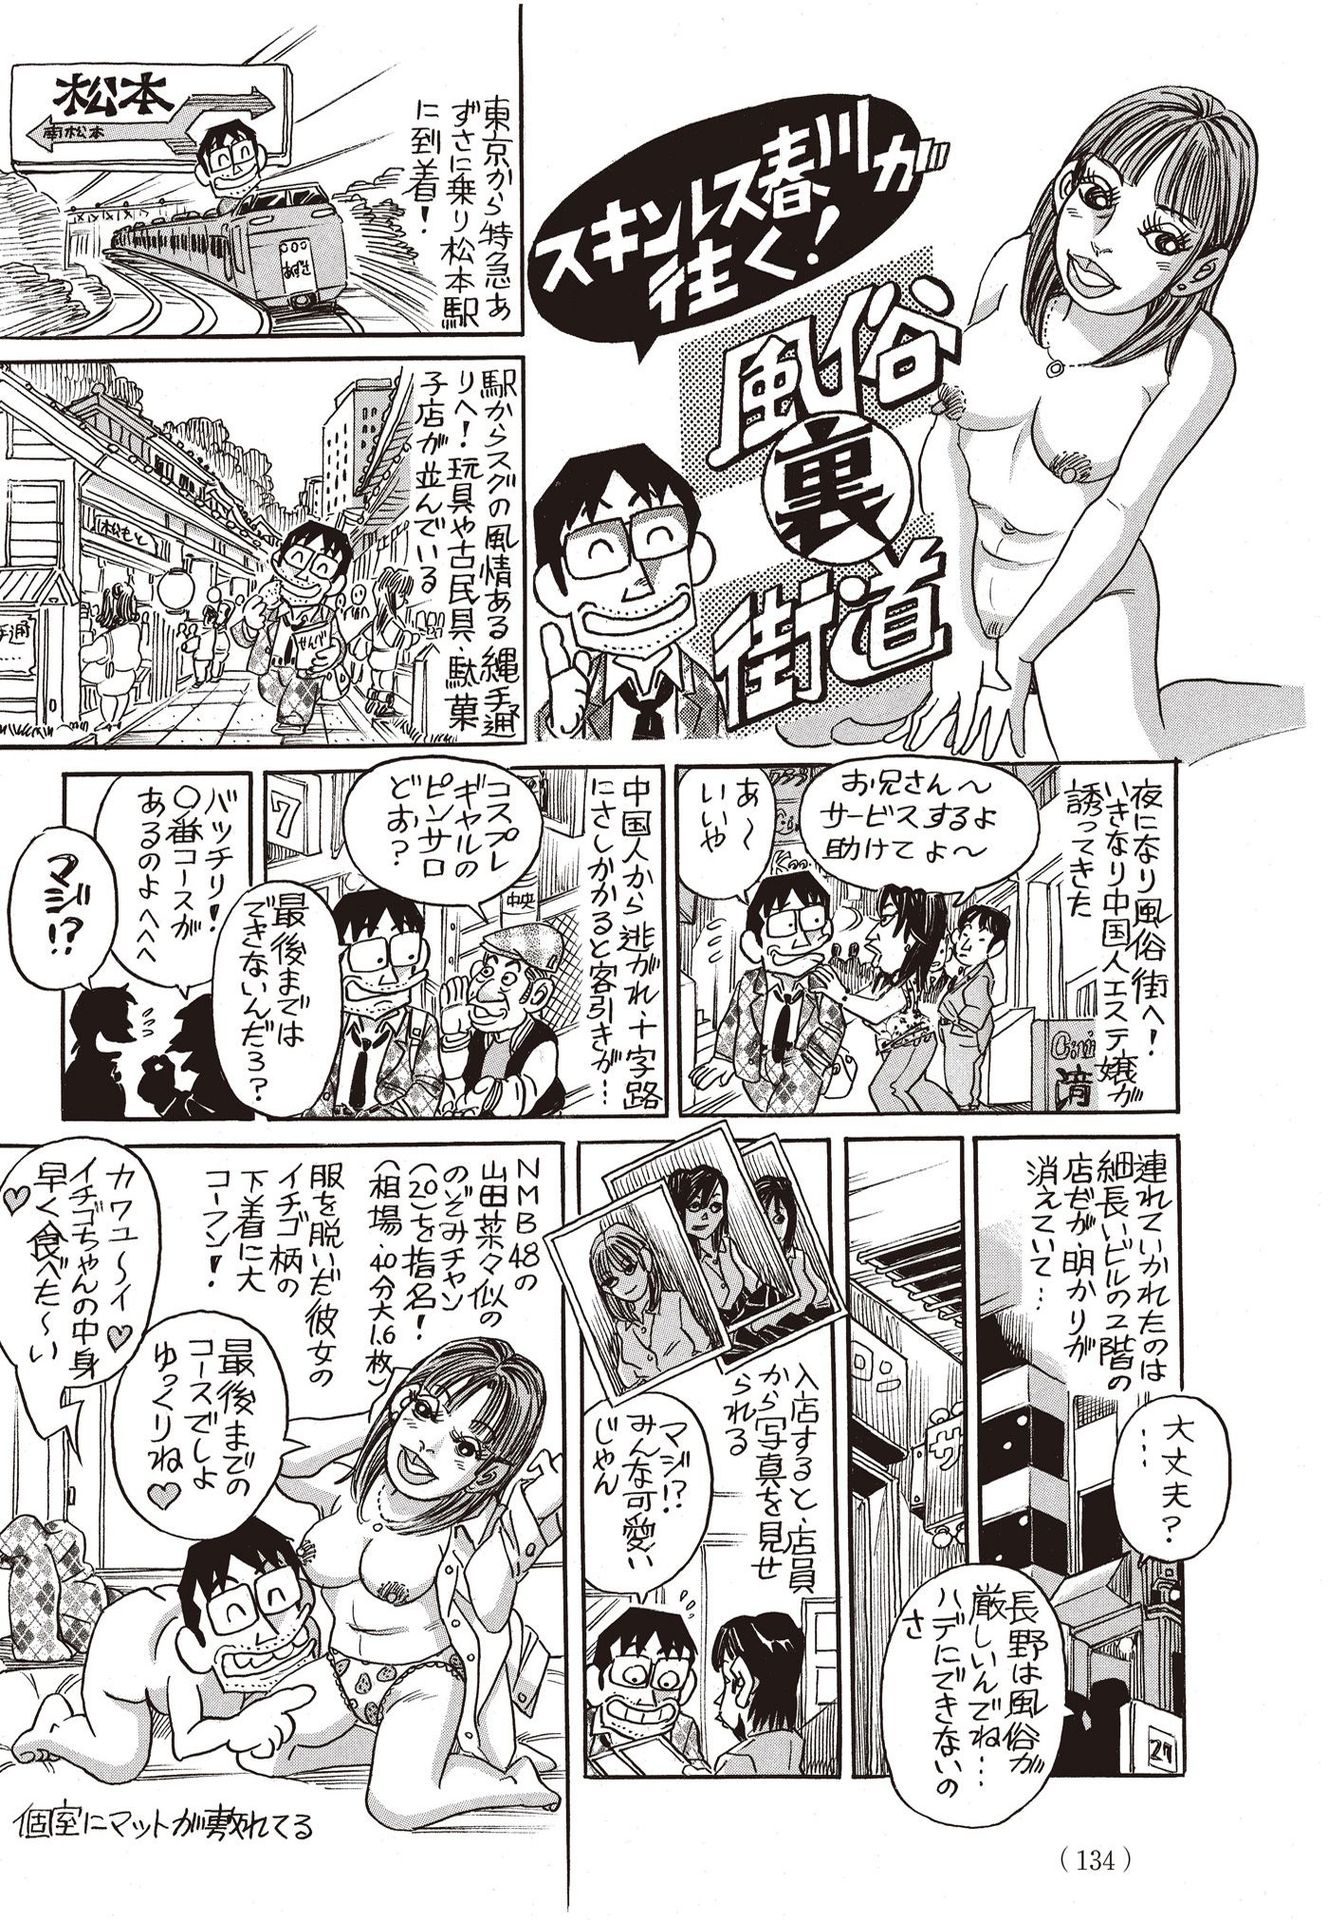 スキンレス春川が
往く!
風俗
裏
街道
松本
南松本
あずさ
東京から特急あ
ずさに乗り松本駅
に到着!
駅からスグの風情ある縄手通
りへ!玩具や古民具、駄菓
子店が並んでいる
松もと
せんべい
夜になり風俗街へ!
いきなり中国人エステ嬢が
誘ってきた
お兄さん〜
サービスするよ
助けてよ〜
あ〜
いいや
中国人から逃がれ、十字路
にさしかかると客引きが…
7
中央
コスプレ
ギャルの
ピンサロ
どお?
最後までは
できないんだろ?
バッチリ!
〇番コースが
あるのよへへへ
マジ!?
連れていかれたのは
細長いビルの2階の
店だが、明かりが
消えていて…
大丈夫?
…
長野は風俗が
厳しいんでね…
ハデにできないの
さ
27
入店すると、店員
から写真を見せ
られる
マジ!?
みんな可愛い
じゃん
NMB48の
山田菜々似の
のぞみチャン
(20)を指名!
(相場・40分大1.6枚)
服を脱いだ彼女の
イチゴ柄の
下着に大
コーフン!
最後までの
コースでしょ
ゆっくりね♥
カワユ〜イ♥
イチゴちゃんの中身
早く食べた〜い
♥
個室にマットが敷れてる
(134)